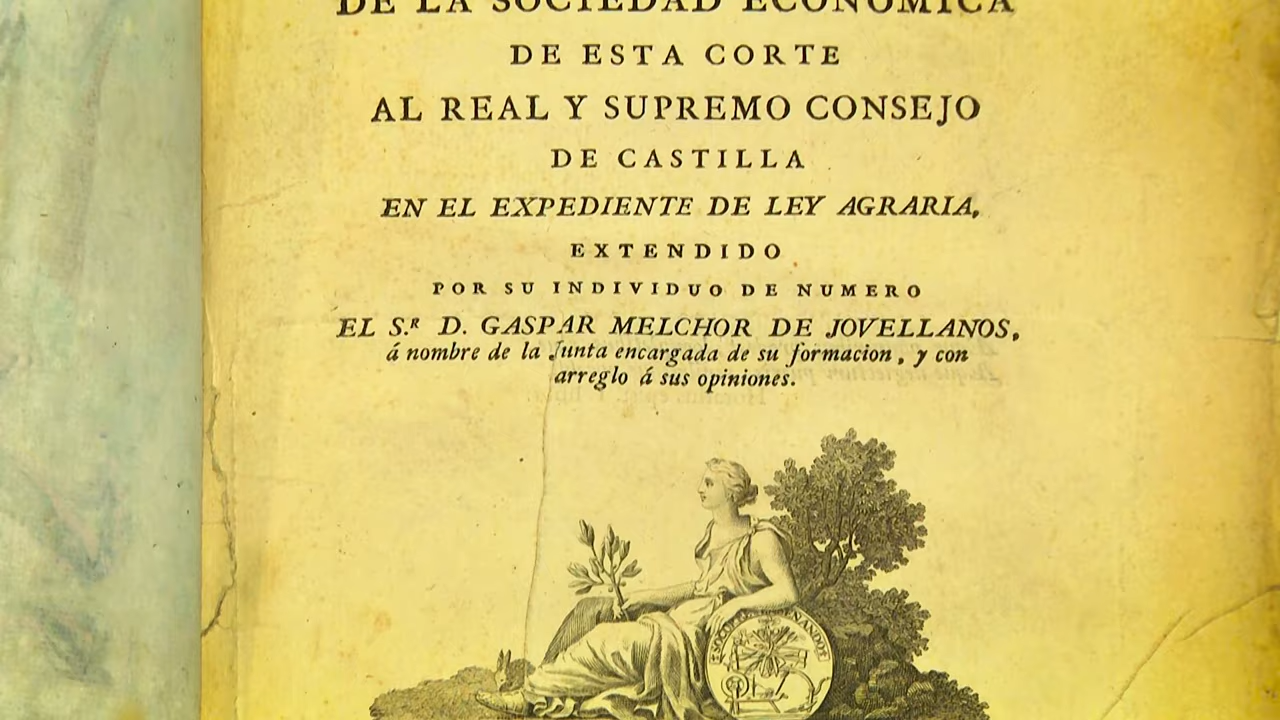 DE LA SOCIEDAD ECONOMICA
DE ESTA CORTE
AL REAL Y SUPREMO CONSEJO
DE CASTILLA
EN EL EXPEDIENTE DE LEY AGRARIA,
EXTENDIDO
POR SU INDIVIDUO DE NUMERO
EL S.R D. GASPAR MELCHOR DE JOVELLANOS,
á nombre de la Junta encargada de su formacion, y con
arreglo á sus opiniones.